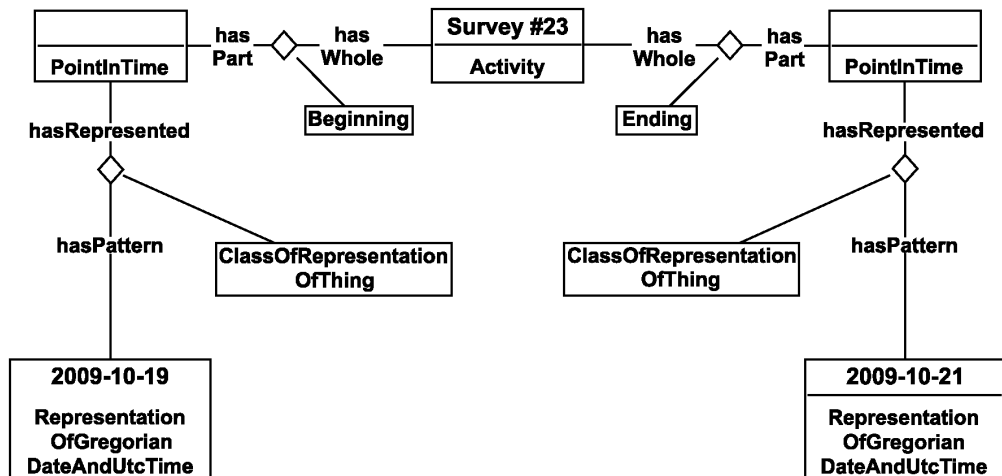 Survey #23
Activity
PointInTime
has
Part
has
Whole
has
Whole
has
Part
PointInTime
Beginning
Ending
hasRepresented
hasRepresented
hasPattern
hasPattern
ClassOfRepresentation
OfThing
ClassOfRepresentation
OfThing
2009-10-19
Representation
OfGregorian
DateAndUtcTime
2009-10-21
Representation
OfGregorian
DateAndUtcTime